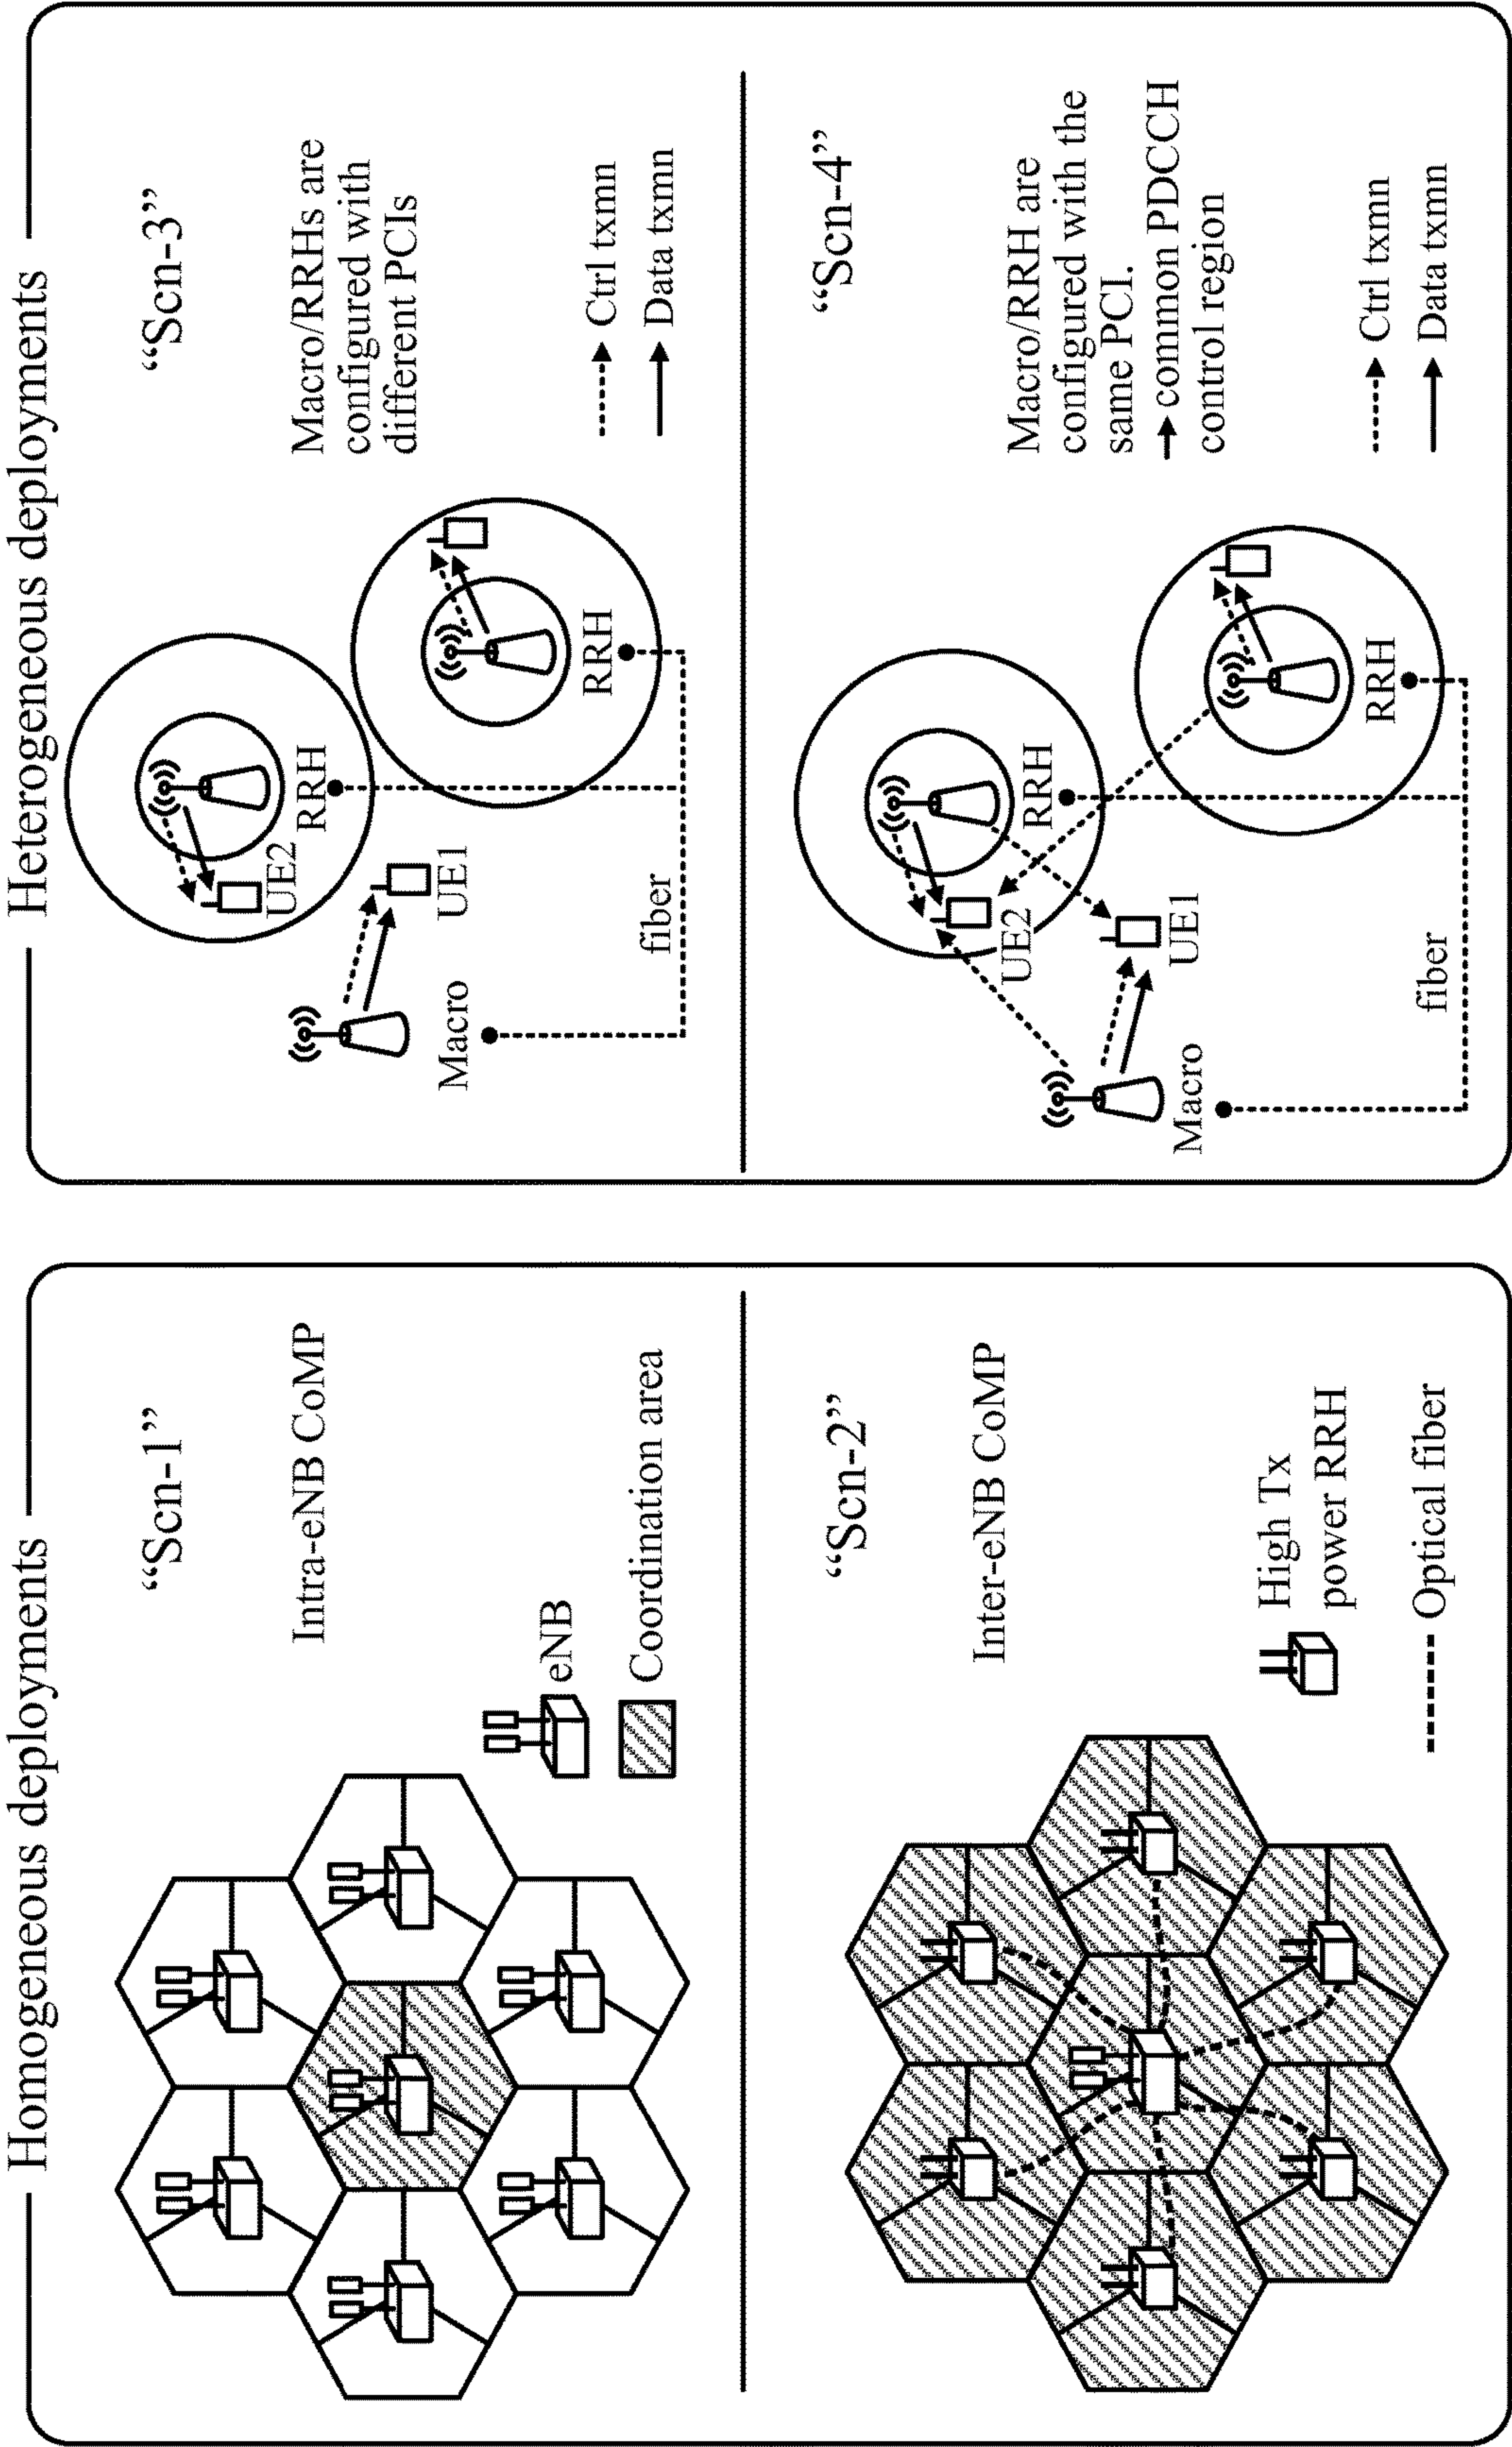 Homogeneous deployments
“Scn-1”
Intra-eNB CoMP
eNB
Coordination area
“Scn-2”
Inter-eNB CoMP
High Tx
power RRH
Optical fiber
Heterogeneous deployments
“Scn-3”
Macro/RRHs are
configured with
different PCIs
Ctrl txmn
Data txmn
UE2
RRH
UE1
RRH
Macro
fiber
“Scn-4”
Macro/RRH are
configured with the
same PCI.
→ common PDCCH
control region
Ctrl txmn
Data txmn
UE2
RRH
UE1
RRH
Macro
fiber